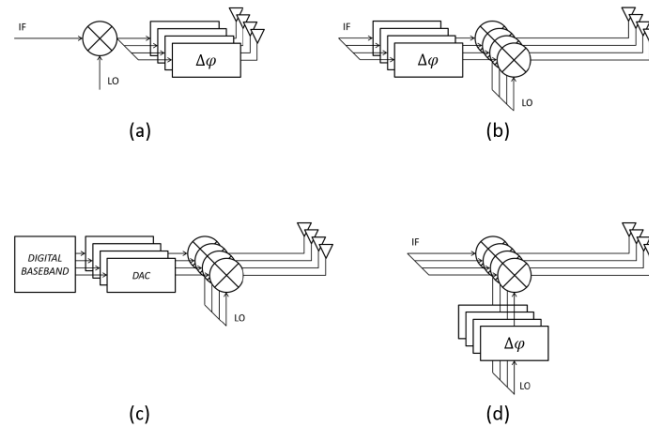 IF
LO
Δφ
(a)
IF
Δφ
LO
(b)
DIGITAL
BASEBAND
DAC
LO
(c)
IF
Δφ
LO
(d)